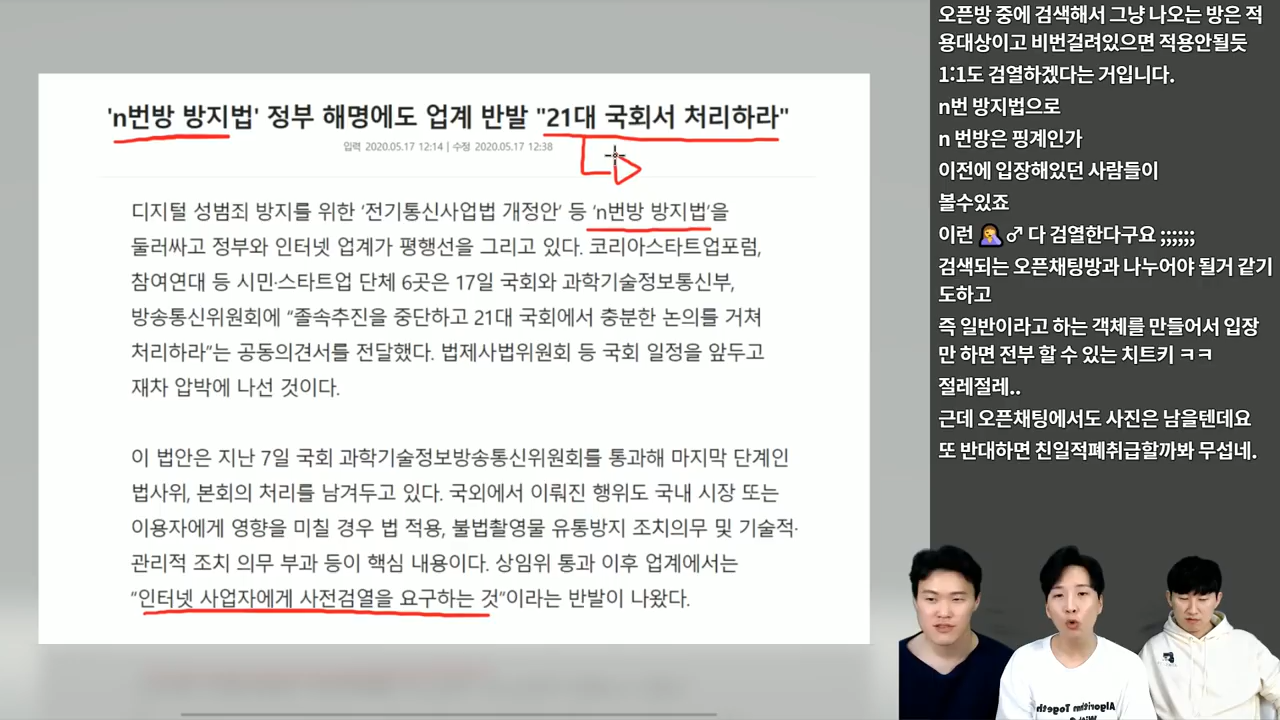 'n번방 방지법' 정부 해명에도 업계 반발 "21대 국회서 처리하라"
입력 2020.05.17 12:14 | 수정 2020.05.17 12:38
디지털 성범죄 방지를 위한 '전기통신사업법 개정안' 등 'n번방 방지법'을
둘러싸고 정부와 인터넷 업계가 평행선을 그리고 있다. 코리아스타트업포럼,
참여연대 등 시민·스타트업 단체 6곳은 17일 국회와 과학기술정보통신부,
방송통신위원회에 "졸속추진을 중단하고 21대 국회에서 충분한 논의를 거쳐
처리하라"는 공동의견서를 전달했다. 법제사법위원회 등 국회 일정을 앞두고
재차 압박에 나선 것이다.
이 법안은 지난 7일 국회 과학기술정보방송통신위원회를 통과해 마지막 단계인
법사위, 본회의 처리를 남겨두고 있다. 국외에서 이뤄진 행위도 국내 시장 또는
이용자에게 영향을 미칠 경우 법 적용, 불법촬영물 유통방지 조치의무 및 기술적·
관리적 조치 의무 부과 등이 핵심 내용이다. 상임위 통과 이후 업계에서는
"인터넷 사업자에게 사전검열을 요구하는 것"이라는 반발이 나왔다.
오픈방 중에 검색해서 그냥 나오는 방은 적
용대상이고 비번걸려있으면 적용안될듯
1:1도 검열하겠다는 거입니다.
n번 방지법으로
n 번방은 핑계인가
이전에 입장해있던 사람들이
볼수있죠
이런 🤦‍♂ 다 검열한다구요 ;;;;;;
검색되는 오픈채팅방과 나누어야 될거 같기
도하고
즉 일반이라고 하는 객체를 만들어서 입장
만 하면 전부 할 수 있는 치트키 ㅋㅋ
절레절레..
근데 오픈채팅에서도 사진은 남을텐데요
또 반대하면 친일적폐취급할까봐 무섭네.
Algorithm Togeth